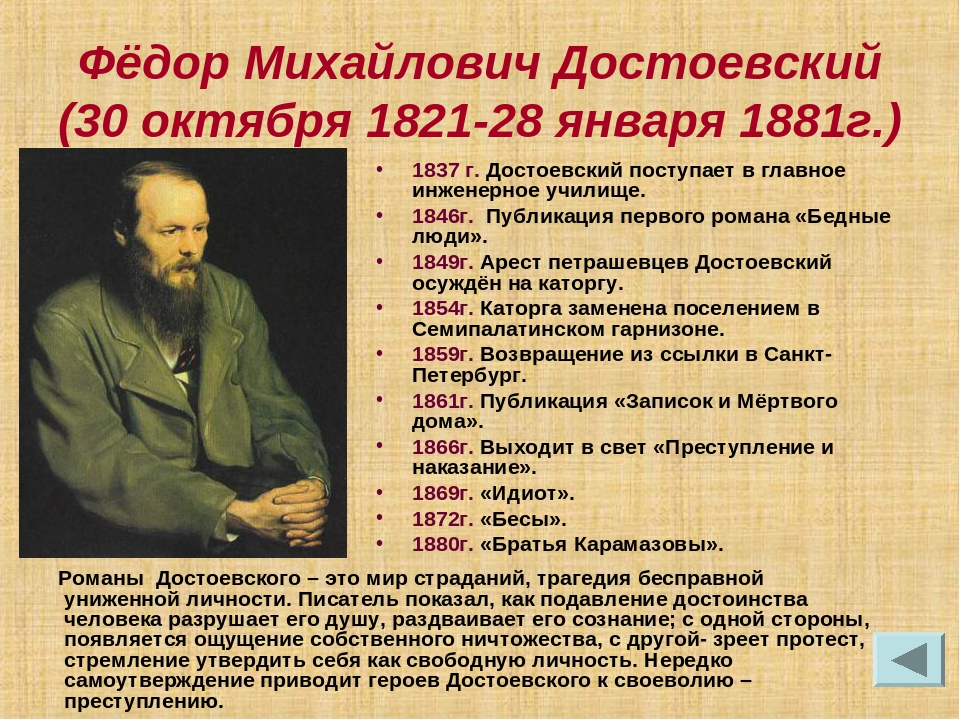 Фёдор Михайлович Достоевский
(30 октября 1821-28 января 1881г.)
• 1837 г. Достоевский поступает в главное
инженерное училище.
• 1846г. Публикация первого романа «Бедные
люди».
• 1849г. Арест петрашевцев Достоевский
осуждён на каторгу.
• 1854г. Каторга заменена поселением в
Семипалатинском гарнизоне.
• 1859г. Возвращение из ссылки в Санкт-
Петербург.
• 1861г. Публикация «Записок и Мёртвого
дома».
• 1866г. Выходит в свет «Преступление и
наказание».
• 1869г. «Идиот».
• 1872г. «Бесы».
• 1880г. «Братья Карамазовы».
Романы Достоевского – это мир страданий, трагедия бесправной
униженной личности. Писатель показал, как подавление достоинства
человека разрушает его душу, раздваивает его сознание; с одной стороны,
появляется ощущение собственного ничтожества, с другой- зреет протест,
стремление утвердить себя как свободную личность. Нередко
самоутверждение приводит героев Достоевского к своеволию –
преступлению.